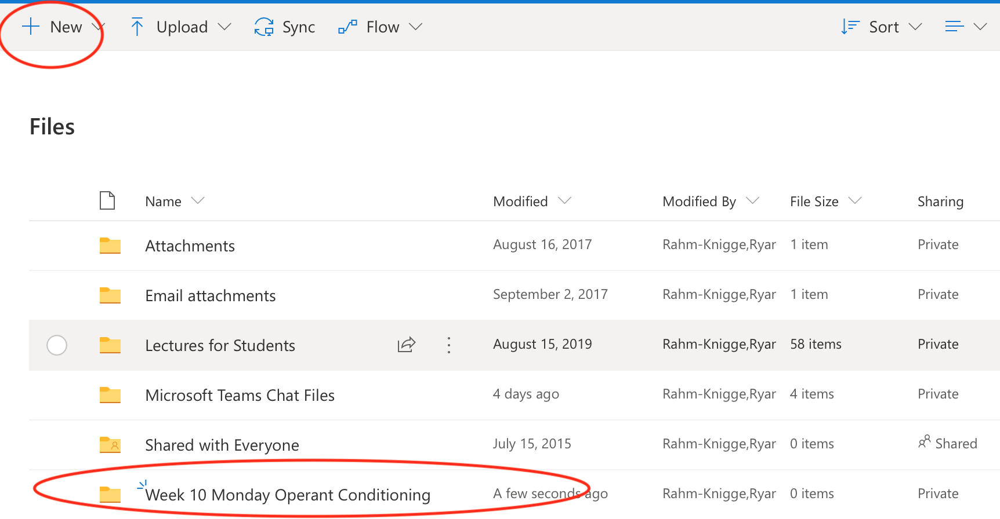 New Upload Sync Flow Sort
Files
Name Modified Modified By File Size Sharing
Attachments August 16, 2017 Rahm-Knigge,Ryar 1 item Private
Email attachments September 2, 2017 Rahm-Knigge,Ryar 1 item Private
Lectures for Students August 15, 2019 Rahm-Knigge,Ryar 58 items Private
Microsoft Teams Chat Files 4 days ago Rahm-Knigge,Ryar 4 items Private
Shared with Everyone July 15, 2015 Rahm-Knigge,Ryar 0 items Shared
Week 10 Monday Operant Conditioning A few seconds ago Rahm-Knigge,Ryar 0 items Private